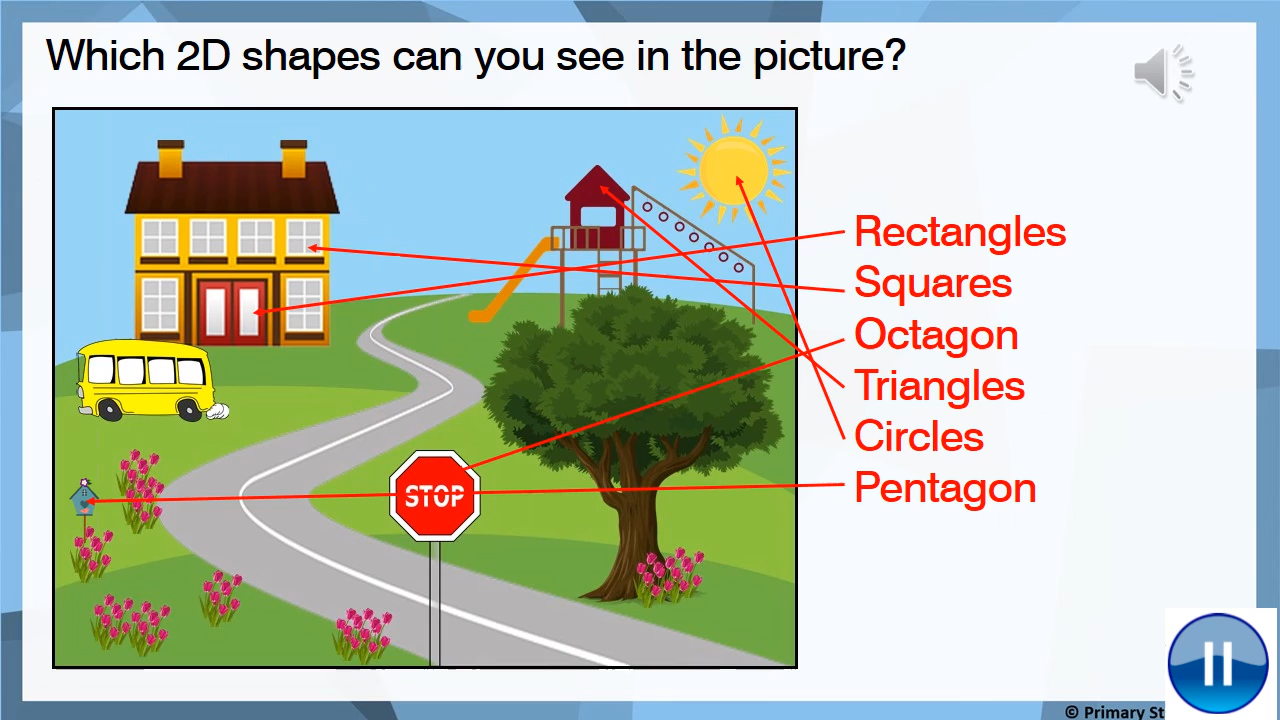 Which 2D shapes can you see in the picture?
Rectangles
Squares
Octagon
Triangles
Circles
Pentagon
STOP
© Primary St